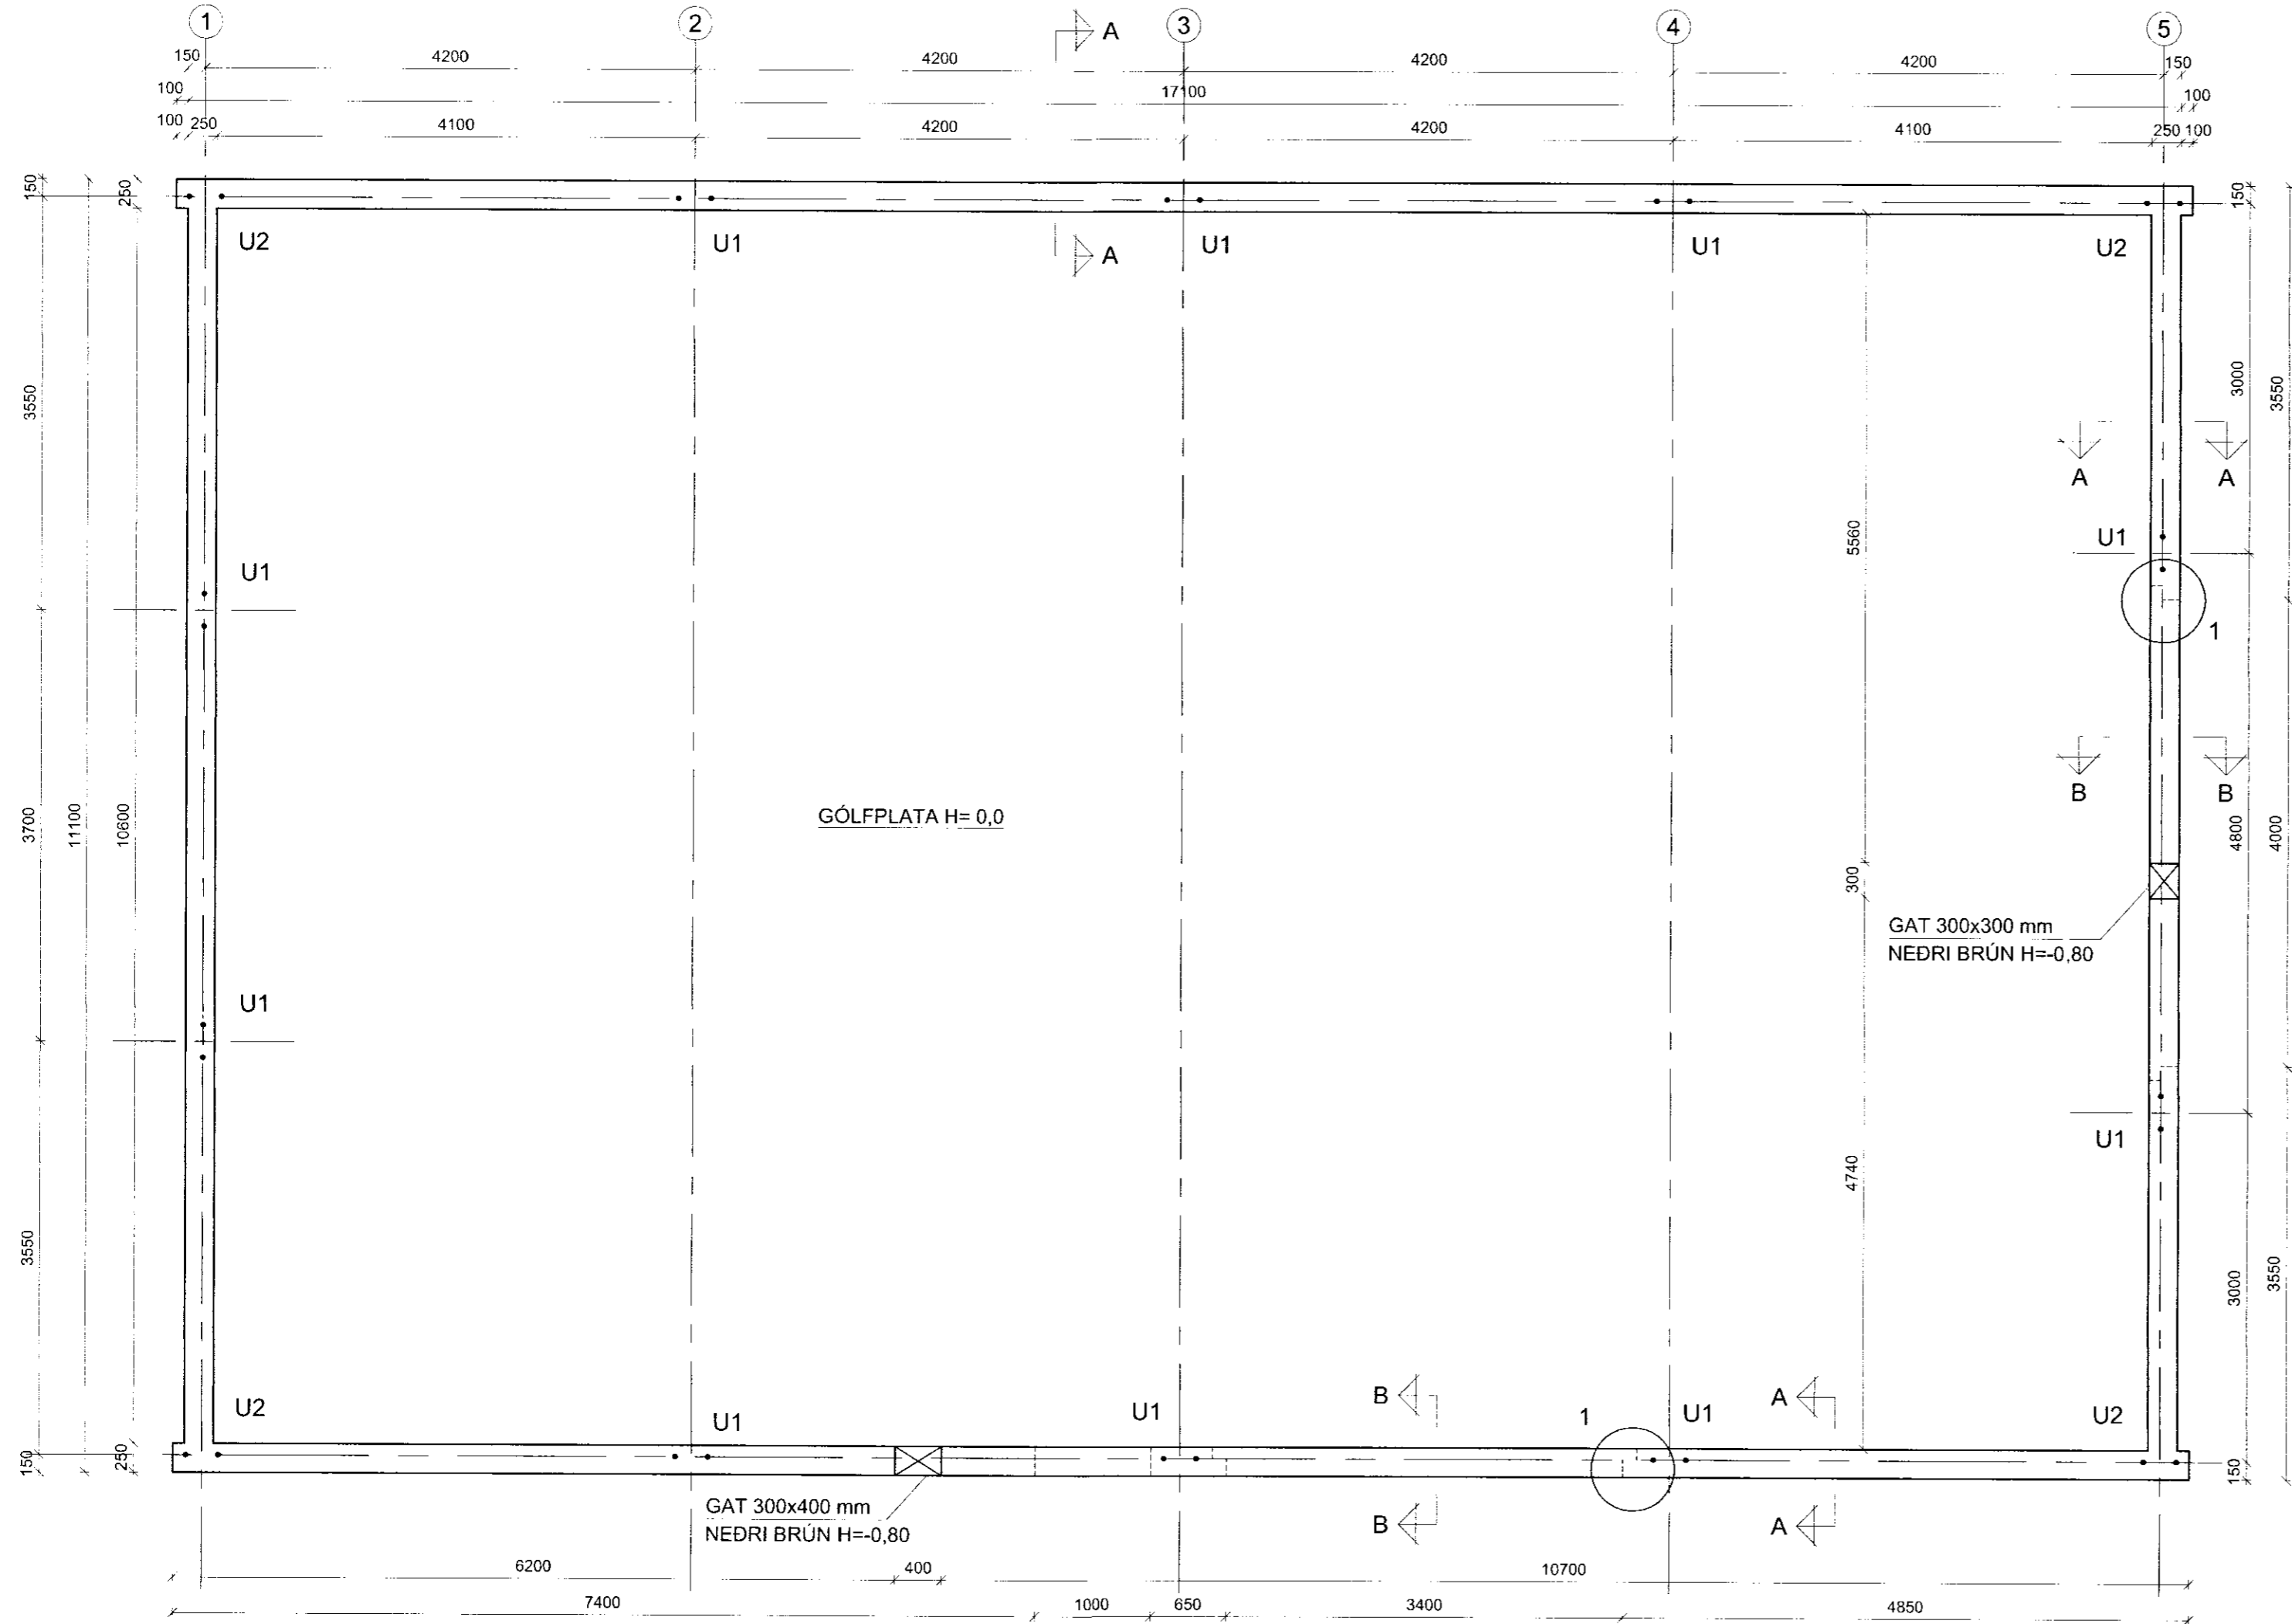 1 2 3 4 5
A
150 4200 4200 4200 4200 150
100 17100 100
100 250 4100 4200 4200 4100 250 100
150 250 150
U2 U1 A U1 U1 U2
3550 3000 3550
A A
5560 U1
U1
1
B B
3700 11100 10600 GÓLFPLATA H= 0,0 4800 4000
300
GAT 300x300 mm
NEÐRI BRÚN H=-0,80
U1
U1
4740
3550 3000 3550
B A
U2 U1 U1 1 U1 U2
150 250 150
GAT 300x400 mm
NEÐRI BRÚN H=-0,80
B A
6200 400 10700
7400 1000 650 3400 4850